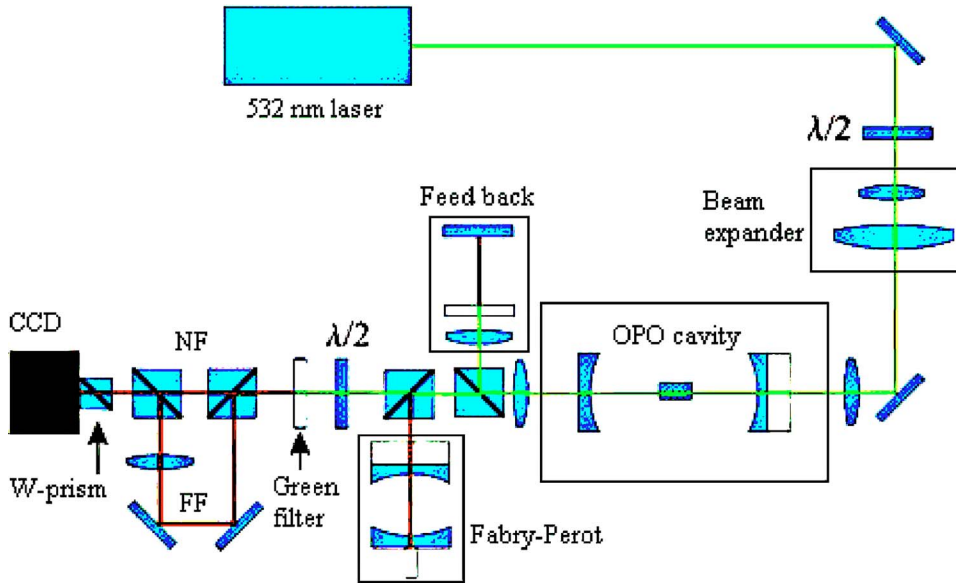 532 nm laser
λ/2
Feed back
Beam
expander
CCD
NF
λ/2
OPO cavity
W-prism
FF
Green
filter
Fabry-Perot